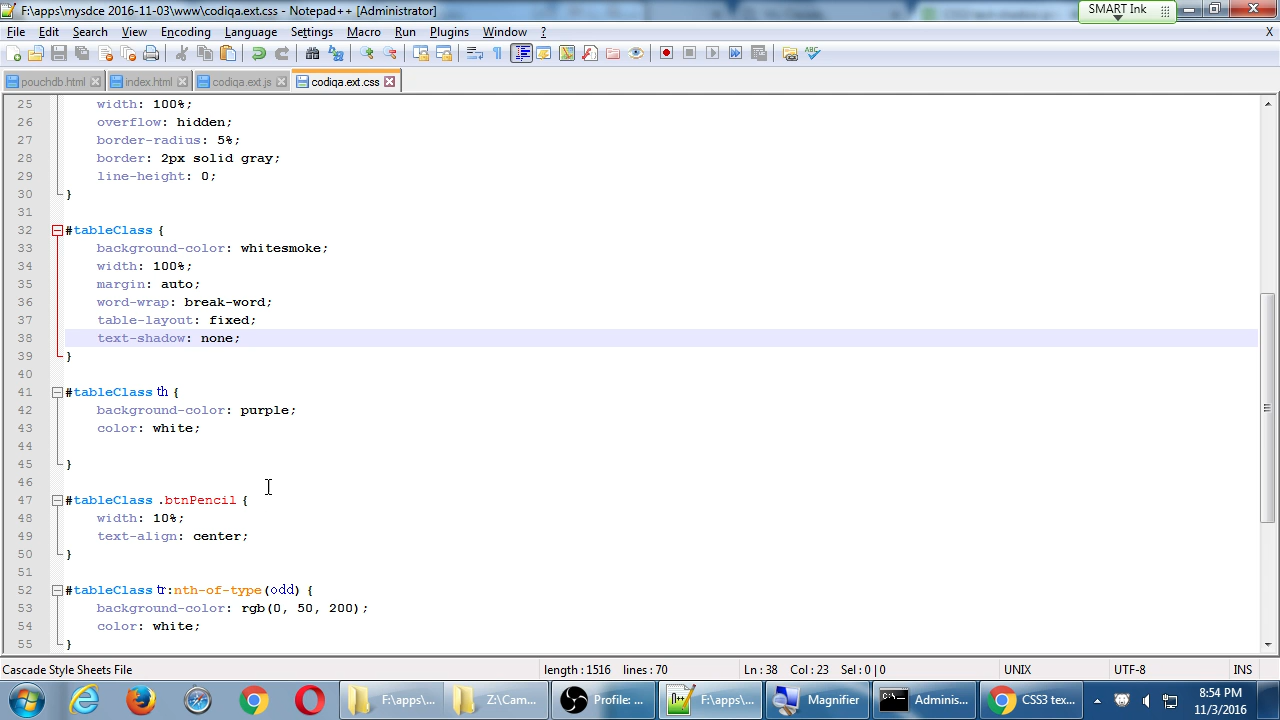 F:\apps\mysdce 2016-11-03\www\codiqa.ext.css - Notepad++ [Administrator]
SMART Ink
File Edit Search View Encoding Language Settings Macro Run Plugins Window ? X
pouchdb.html index.html codiqa.ext.js codiqa.ext.css
25 width: 100%;
26 overflow: hidden;
27 border-radius: 5%;
28 border: 2px solid gray;
29 line-height: 0;
30 }
31
32 #tableClass {
33 background-color: whitesmoke;
34 width: 100%;
35 margin: auto;
36 word-wrap: break-word;
37 table-layout: fixed;
38 text-shadow: none;
39 }
40
41 #tableClass th {
42 background-color: purple;
43 color: white;
44
45 }
46
47 #tableClass .btnPencil {
48 width: 10%;
49 text-align: center;
50 }
51
52 #tableClass tr:nth-of-type(odd) {
53 background-color: rgb(0, 50, 200);
54 color: white;
55 }
Cascade Style Sheets File length : 1516 lines : 70 Ln : 38 Col : 23 Sel : 0 | 0 UNIX UTF-8 INS
F:\apps\... Z:\Cam... Profile: ... F:\apps\... Magnifier Adminis... CSS3 tex... 8:54 PM
11/3/2016